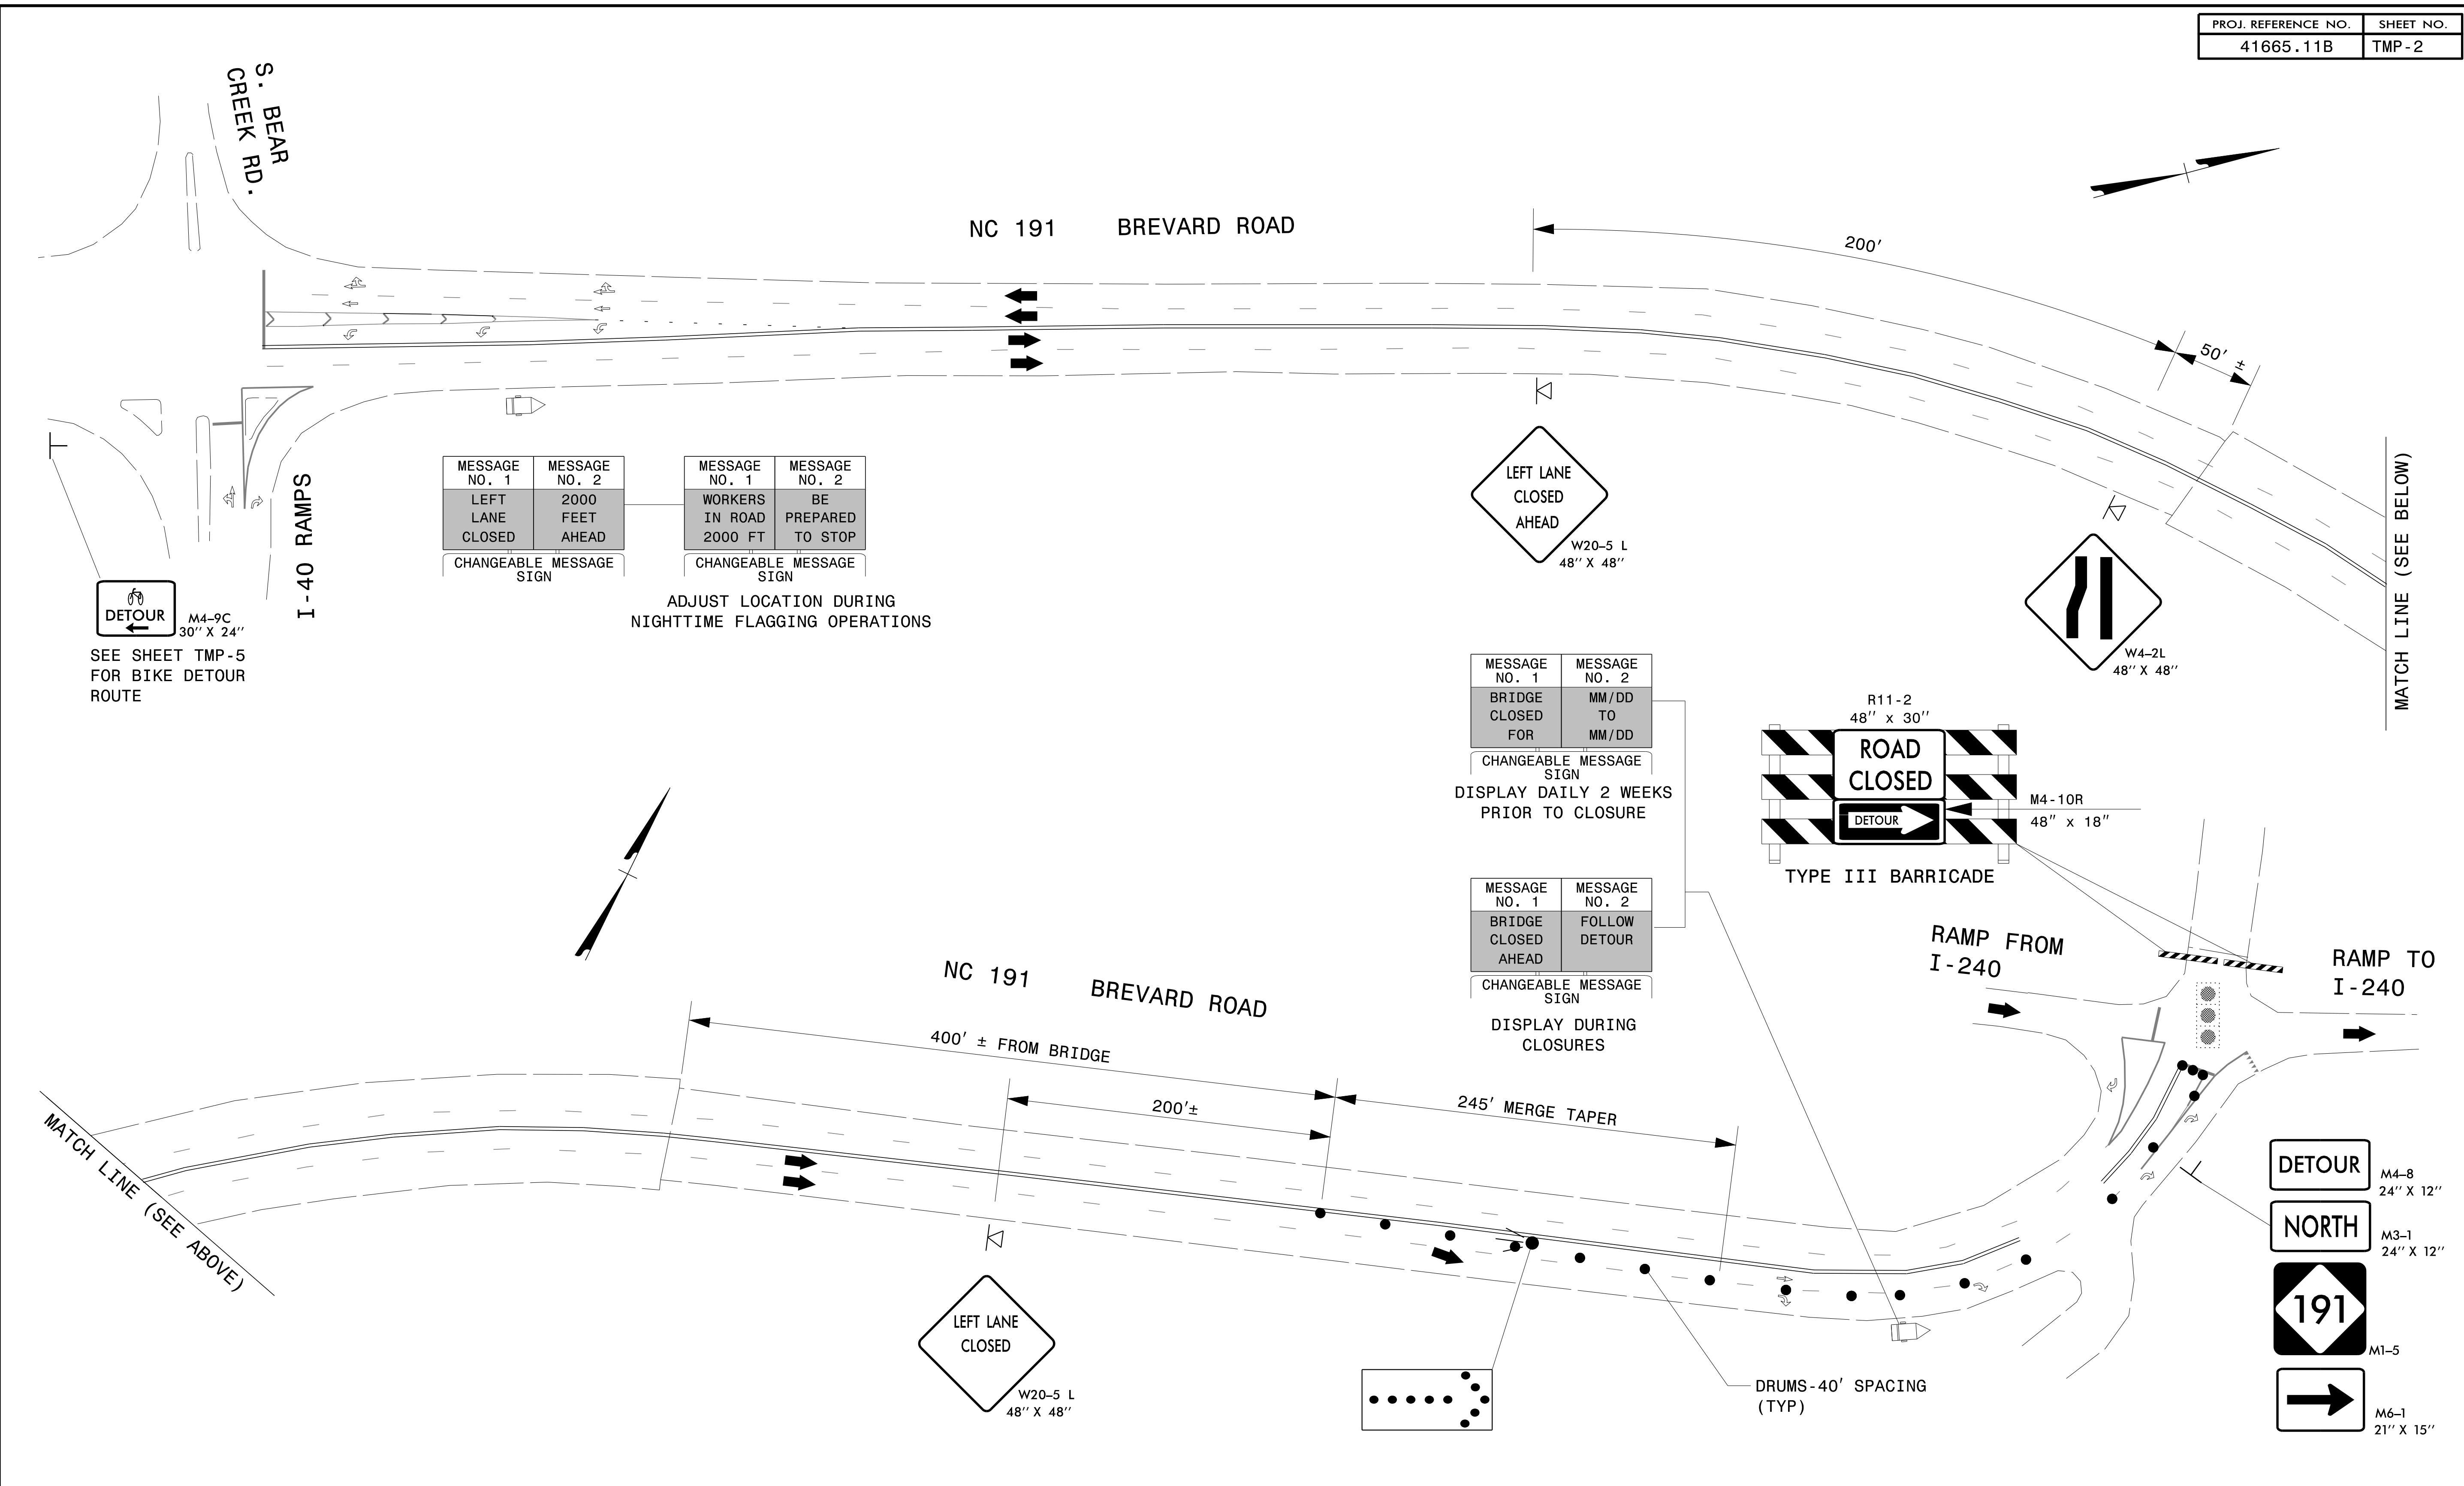 PROJ. REFERENCE NO. SHEET NO.
41665.11B TMP-2
S. BEAR
CREEK RD.
NC 191 BREVARD ROAD
200'
50' ±
MATCH LINE (SEE BELOW)
I-40 RAMPS
MESSAGE NO. 1 MESSAGE NO. 2
LEFT 2000
LANE FEET
CLOSED AHEAD
CHANGEABLE MESSAGE
SIGN
MESSAGE NO. 1 MESSAGE NO. 2
WORKERS BE
IN ROAD PREPARED
2000 FT TO STOP
CHANGEABLE MESSAGE
SIGN
ADJUST LOCATION DURING
NIGHTTIME FLAGGING OPERATIONS
LEFT LANE
CLOSED
AHEAD
W20-5 L
48" X 48"
W4-2L
48" X 48"
DETOUR
M4-9C
30" X 24"
SEE SHEET TMP-5
FOR BIKE DETOUR
ROUTE
MESSAGE NO. 1 MESSAGE NO. 2
BRIDGE MM/DD
CLOSED TO
FOR MM/DD
CHANGEABLE MESSAGE
SIGN
DISPLAY DAILY 2 WEEKS
PRIOR TO CLOSURE
R11-2
48" x 30"
ROAD
CLOSED
DETOUR
M4-10R
48" x 18"
TYPE III BARRICADE
MESSAGE NO. 1 MESSAGE NO. 2
BRIDGE FOLLOW
CLOSED DETOUR
AHEAD
CHANGEABLE MESSAGE
SIGN
DISPLAY DURING
CLOSURES
RAMP FROM
I-240
RAMP TO
I-240
NC 191 BREVARD ROAD
400' ± FROM BRIDGE
200'±
245' MERGE TAPER
MATCH LINE (SEE ABOVE)
LEFT LANE
CLOSED
W20-5 L
48" X 48"
DRUMS-40' SPACING
(TYP)
DETOUR
M4-8
24" X 12"
NORTH
M3-1
24" X 12"
191
M1-5
M6-1
21" X 15"